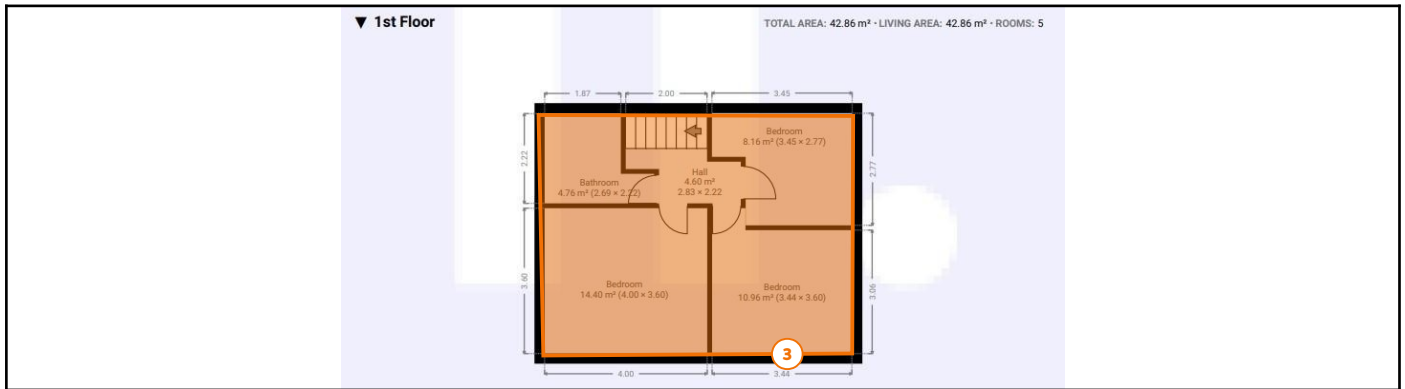 ▼ 1st Floor
TOTAL AREA: 42.86 m² · LIVING AREA: 42.86 m² · ROOMS: 5
1.87
2.00
3.45
Bedroom
8.16 m² (3.45 × 2.77)
2.22
2.77
Hall
4.60 m²
2.83 × 2.22
Bathroom
4.76 m² (2.69 × 2.22)
3.60
3.06
Bedroom
14.40 m² (4.00 × 3.60)
Bedroom
10.96 m² (3.44 × 3.60)
3
4.00
3.44